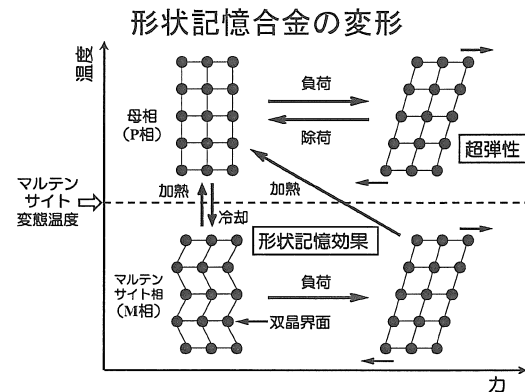 形状記憶合金の変形
温度
母相
(P相)
負荷
除荷
超弾性
マルテン
サイト
変態温度
加熱
冷却
加熱
形状記憶効果
マルテン
サイト相
(M相)
負荷
双晶界面
力